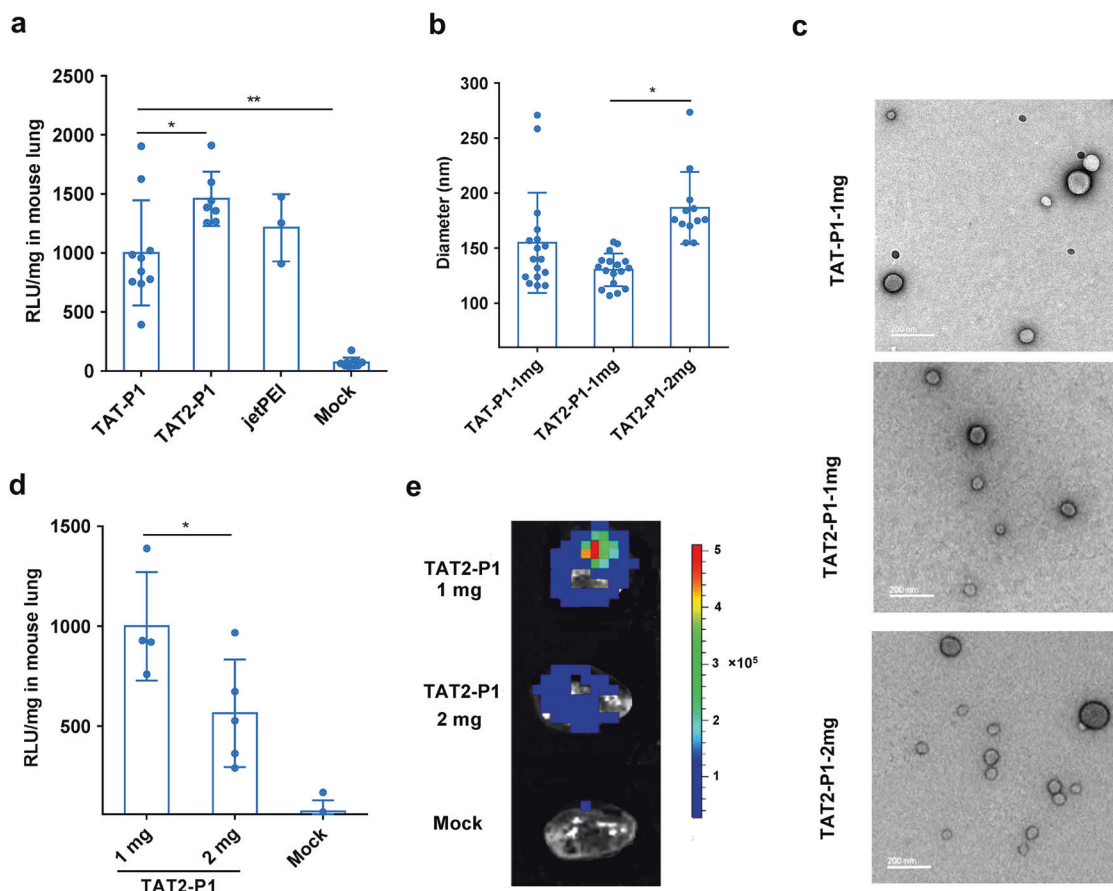 a
RLU/mg in mouse lung
2500
2000
1500
1000
500
0
**
*
TAT-P1
TAT2-P1
jetPEI
Mock
b
Diameter (nm)
300
250
200
150
100
*
TAT-P1-1mg
TAT2-P1-1mg
TAT2-P1-2mg
c
TAT-P1-1mg
200 nm
TAT2-P1-1mg
200 nm
TAT2-P1-2mg
200 nm
d
RLU/mg in mouse lung
1500
1000
500
*
1 mg
2 mg
Mock
TAT2-P1
e
TAT2-P1
1 mg
TAT2-P1
2 mg
Mock
5
4
3 ×10⁵
2
1